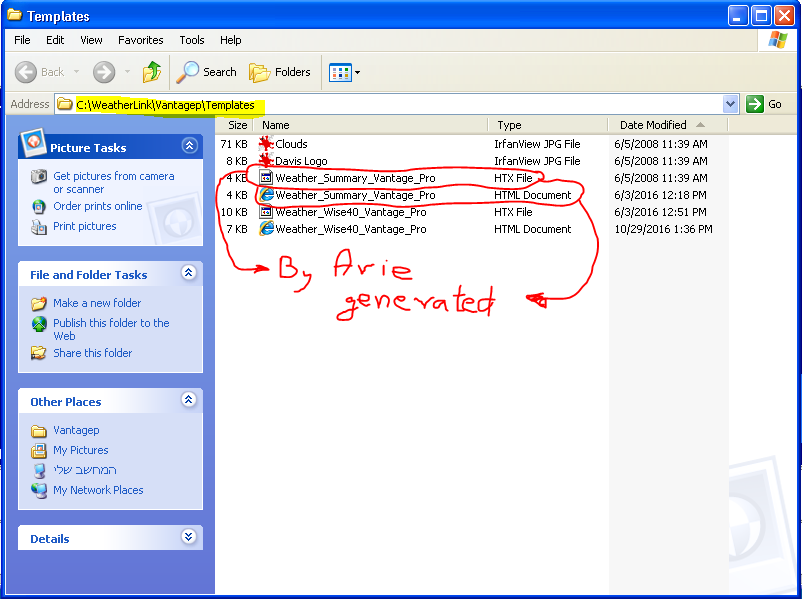 Templates
File Edit View Favorites Tools Help
Back Search Folders
Address C:\WeatherLink\Vantagep\Templates Go
Picture Tasks
Get pictures from camera
or scanner
Order prints online
Print pictures
File and Folder Tasks
Make a new folder
Publish this folder to the
Web
Share this folder
Other Places
Vantagep
My Pictures
המחשב שלי
My Network Places
Details
Size Name Type Date Modified
71 KB Clouds IrfanView JPG File 6/5/2008 11:39 AM
8 KB Davis Logo IrfanView JPG File 6/5/2008 11:39 AM
4 KB Weather_Summary_Vantage_Pro HTX File 6/5/2008 11:39 AM
4 KB Weather_Summary_Vantage_Pro HTML Document 6/3/2016 12:18 PM
10 KB Weather_Wise40_Vantage_Pro HTX File 6/3/2016 12:51 PM
7 KB Weather_Wise40_Vantage_Pro HTML Document 10/29/2016 1:36 PM
By Arie
generated